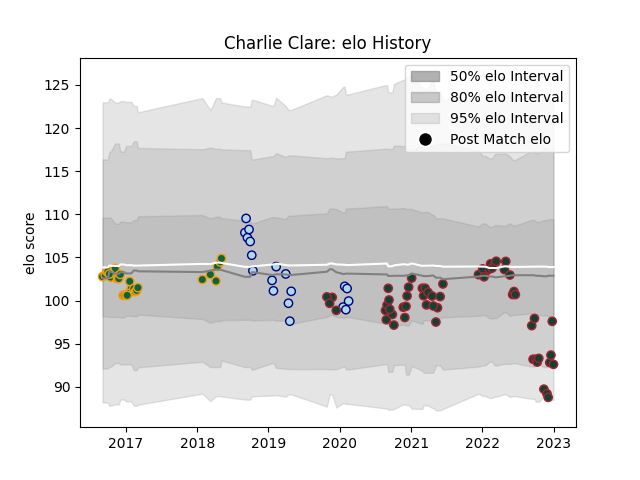 Charlie Clare: elo History
50% elo Interval
80% elo Interval
95% elo Interval
Post Match elo
elo score
125
120
115
110
105
100
95
90
2017 2018 2019 2020 2021 2022 2023